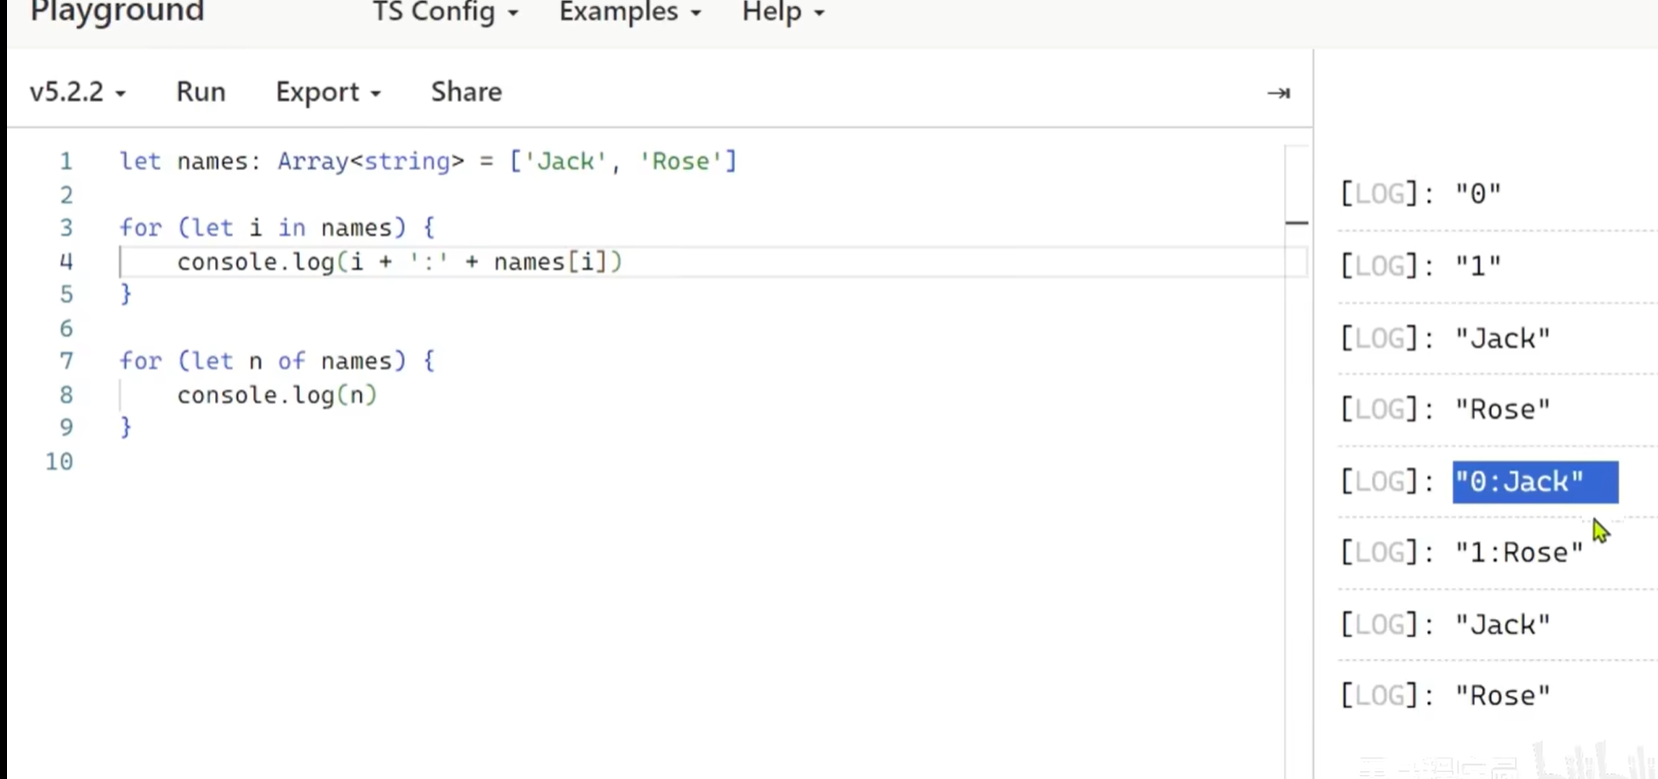 Playground TS Config Examples Help
v5.2.2 Run Export Share
1 let names: Array<string> = ['Jack', 'Rose']
2
3 for (let i in names) {
4     console.log(i + ':' + names[i])
5 }
6
7 for (let n of names) {
8     console.log(n)
9 }
10
[LOG]: "0"
[LOG]: "1"
[LOG]: "Jack"
[LOG]: "Rose"
[LOG]: "0:Jack"
[LOG]: "1:Rose"
[LOG]: "Jack"
[LOG]: "Rose"